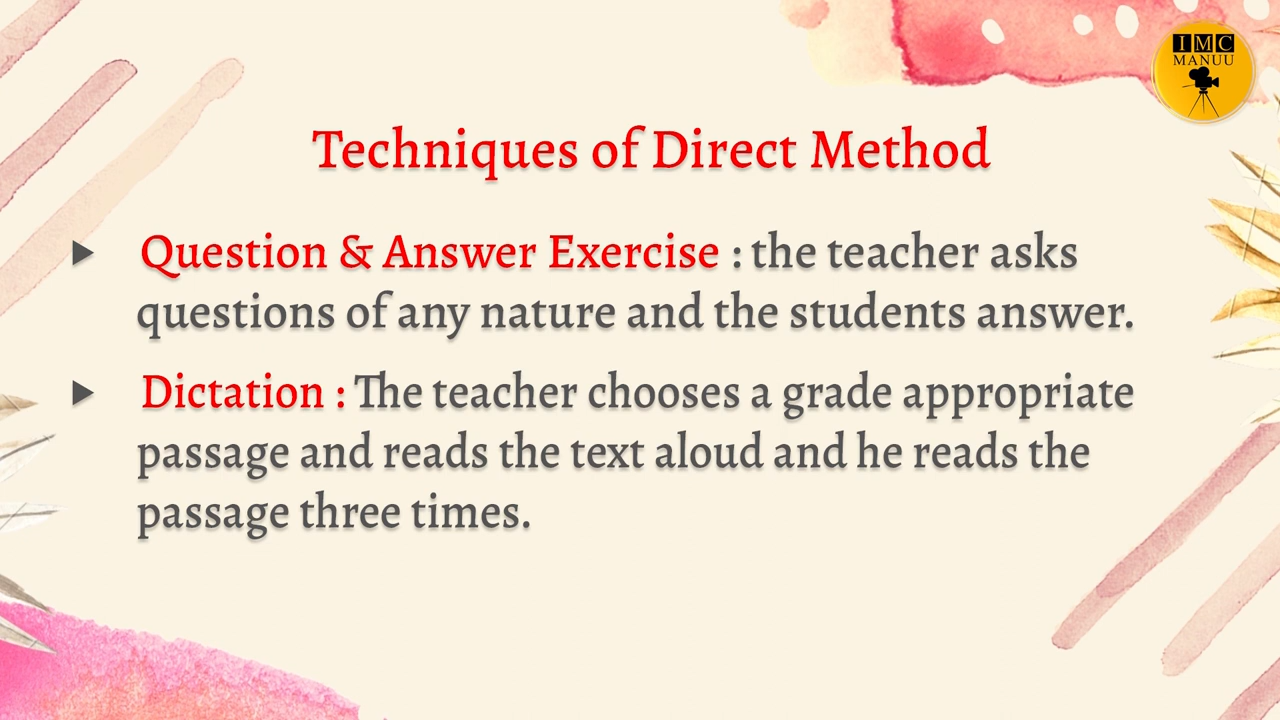 IMC
MANUU
Techniques of Direct Method
Question & Answer Exercise : the teacher asks
questions of any nature and the students answer.
Dictation : The teacher chooses a grade appropriate
passage and reads the text aloud and he reads the
passage three times.